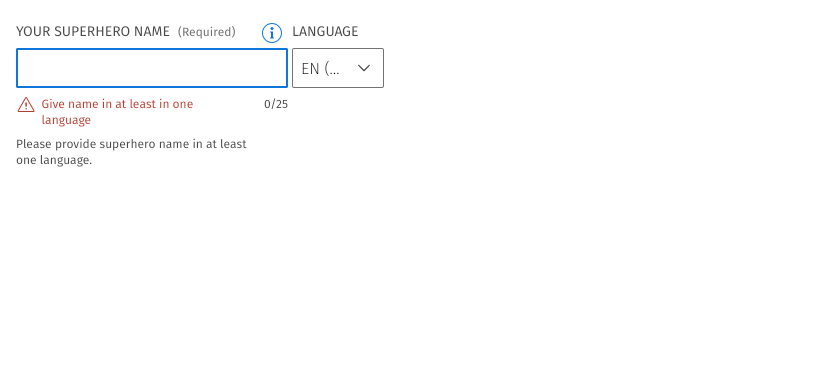 YOUR SUPERHERO NAME (Required) LANGUAGE
EN (...
Give name in at least in one 0/25
language
Please provide superhero name in at least
one language.